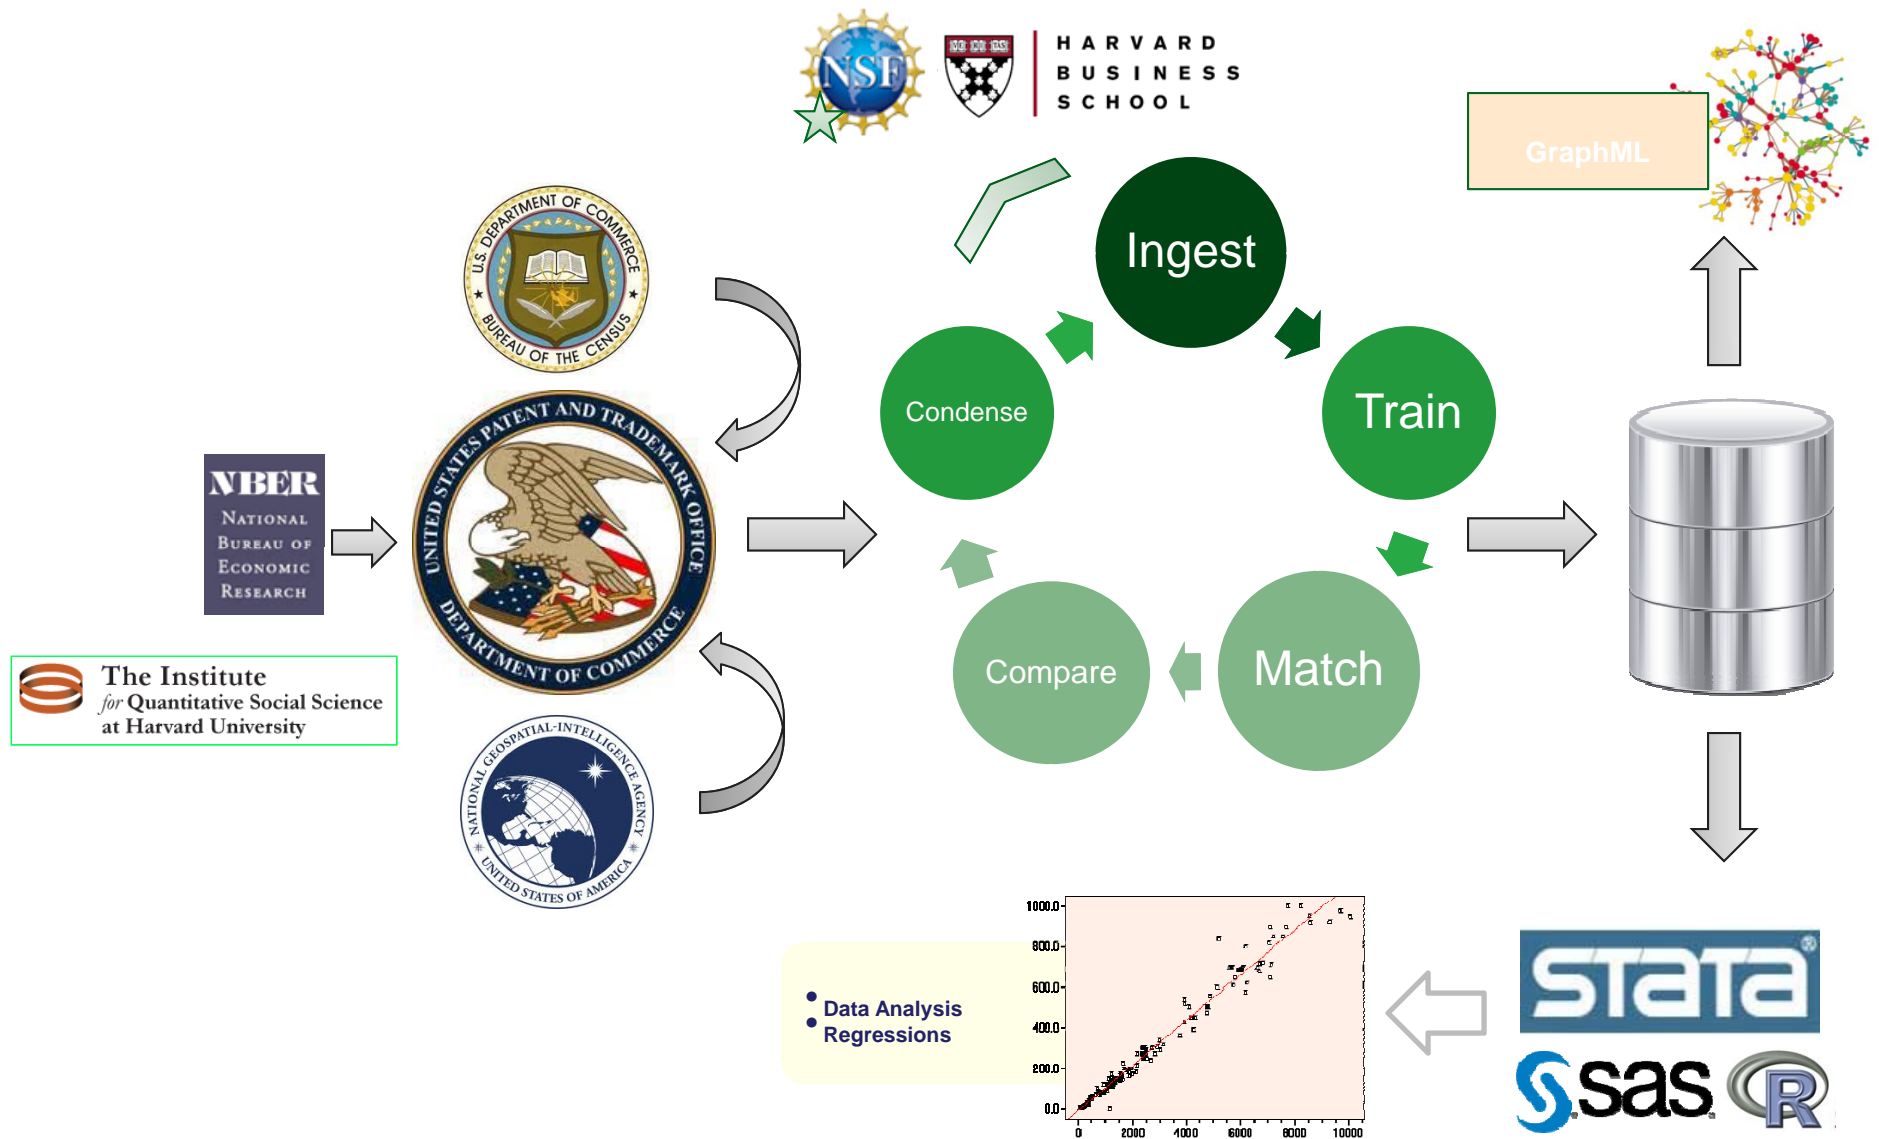 NSF
HARVARD
BUSINESS
SCHOOL
GraphML
U.S. DEPARTMENT OF COMMERCE
BUREAU OF THE CENSUS
Ingest
Condense
Train
UNITED STATES PATENT AND TRADEMARK OFFICE
DEPARTMENT OF COMMERCE
NBER
NATIONAL
BUREAU OF
ECONOMIC
RESEARCH
Compare
Match
The Institute
for Quantitative Social Science
at Harvard University
NATIONAL GEOSPATIAL-INTELLIGENCE AGENCY
UNITED STATES OF AMERICA
1000.0
800.0
600.0
400.0
200.0
0.0
0 2000 4000 6000 8000 10000
• Data Analysis
• Regressions
STATA®
sas
R